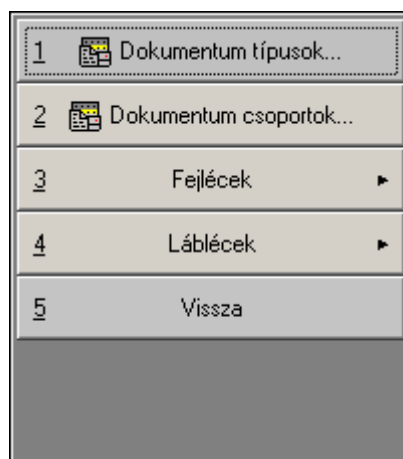 1 Dokumentum típusok...
2 Dokumentum csoportok...
3 Fejlécek
4 Láblécek
5 Vissza